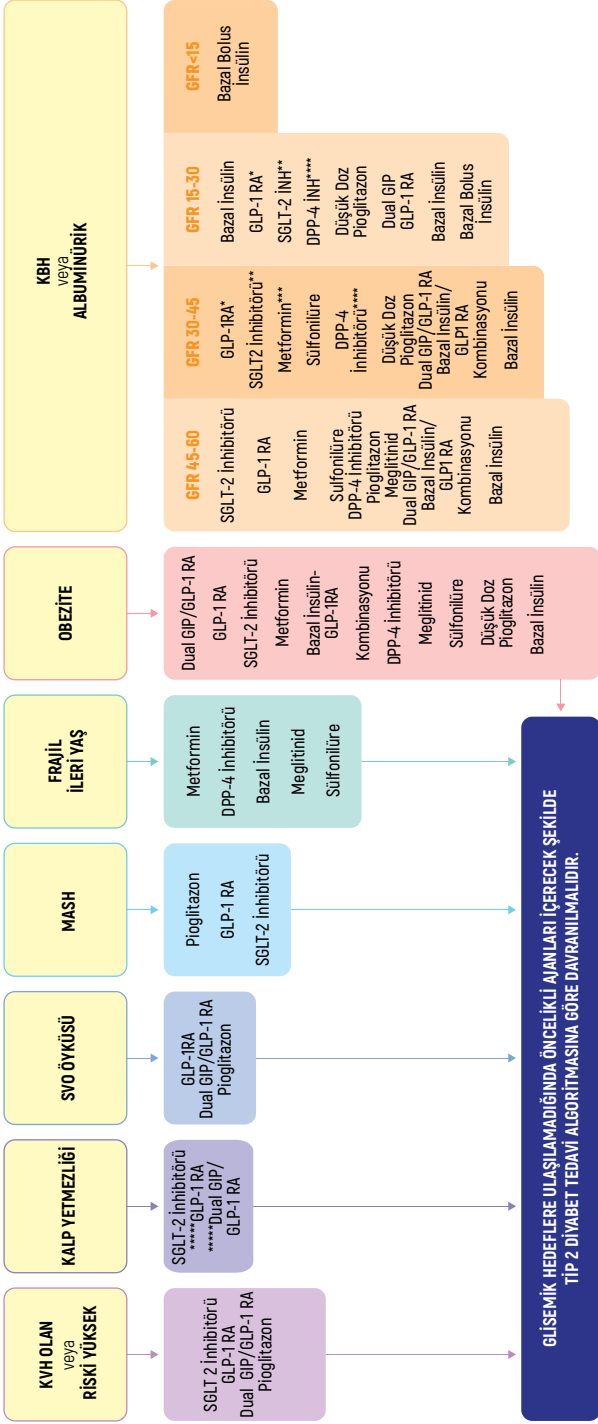 KVH OLAN
veya
RİSKİ YÜKSEK
SGLT 2 İnhibitörü
GLP-1 RA
Dual  GIP/GLP-1 RA
Pioglitazon
KALP YETMEZLİĞİ
SGLT-2 İnhibitörü
*****GLP-1 RA
*****Dual GIP/
GLP-1 RA
SVO ÖYKÜSÜ
GLP-1RA
Dual GIP/GLP-1 RA
Pioglitazon
MASH
Pioglitazon
GLP-1 RA
SGLT-2 İnhibitörü
FRAJİL
İLERİ YAŞ
Metformin
DPP-4 İnhibitörü
Bazal İnsülin
Meglitinid
Sülfonilüre
OBEZİTE
Dual GIP/GLP-1 RA
GLP-1 RA
SGLT-2 İnhibitörü
Metformin
Bazal İnsülin-
GLP-1RA
Kombinasyonu
DPP-4 İnhibitörü
Meglitinid
Sülfonilüre
Düşük Doz
Pioglitazon
Bazal İnsülin
KBH
veya
ALBUMİNÜRİK
GFR 45-60
SGLT-2 İnhibitörü
GLP-1 RA
Metformin
Sulfonilüre
DPP-4 İnhibitörü
Pioglitazon
Meglitinid
Dual GIP/GLP-1 RA
Bazal İnsülin/
GLP1 RA
Kombinasyonu
Bazal İnsülin
GFR 30-45
GLP-1RA*
SGLT2 İnhibitörü**
Metformin***
Sülfonilüre
DPP-4
İnhibitörü****
Düşük Doz
Pioglitazon
Dual GIP/GLP-1 RA
Bazal İnsülin/
GLP1 RA
Kombinasyonu
Bazal İnsülin
GFR 15-30
Bazal İnsülin
GLP-1 RA*
SGLT-2 İNH**
DPP-4 İNH****
Düşük Doz
Pioglitazon
Dual GIP
GLP-1 RA
Bazal İnsülin
Bazal Bolus
İnsülin
GFR<15
Bazal Bolus
İnsülin
GLİSEMİK HEDEFLERE ULAŞILAMADIĞINDA ÖNCELİKLİ AJANLARI İÇERECEK ŞEKİLDE
TİP 2 DİYABET TEDAVİ ALGORİTMASINA GÖRE DAVRANILMALIDIR.